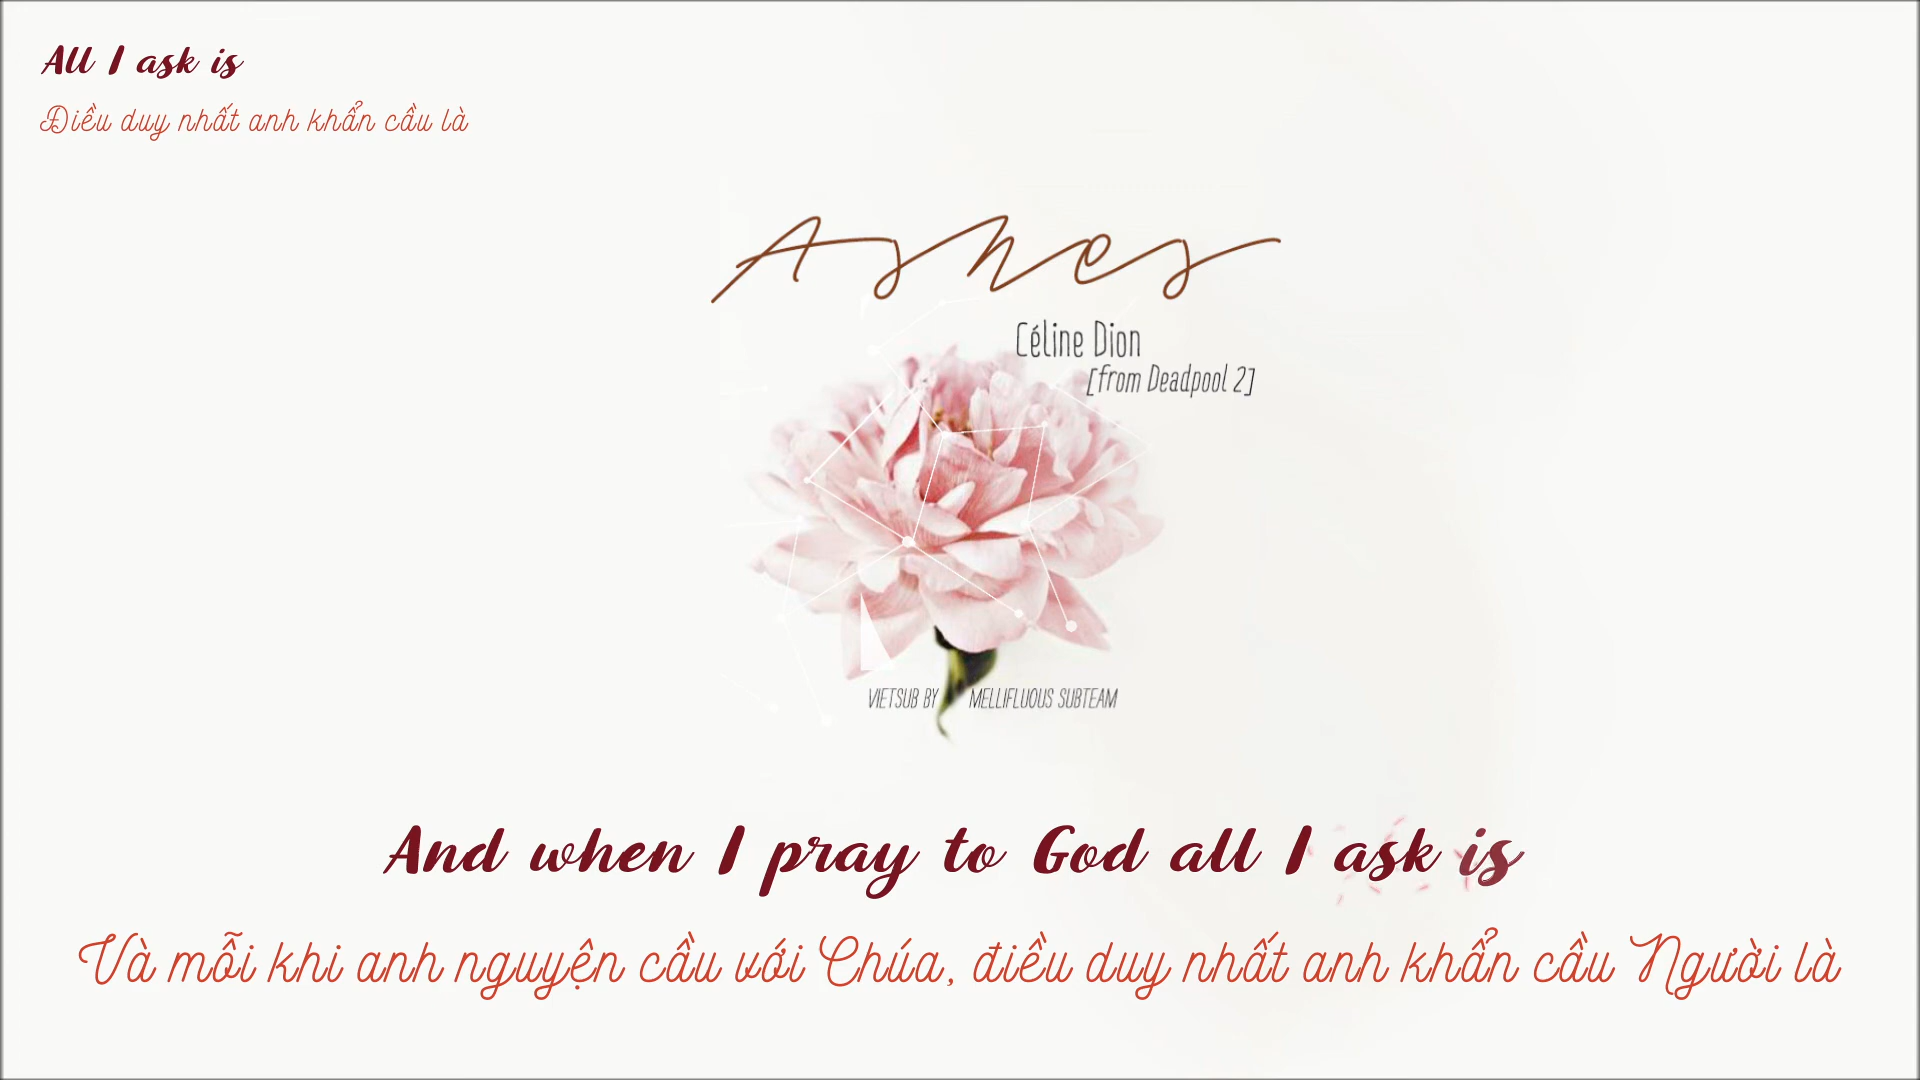 All I ask is
Điều duy nhất anh khẩn cầu là
Ashes
Céline Dion
[from Deadpool 2]
VIETSUB BY MELLIFLUOUS SUBTEAM
And when I pray to God all I ask is
Và mỗi khi anh nguyện cầu với Chúa, điều duy nhất anh khẩn cầu Người là